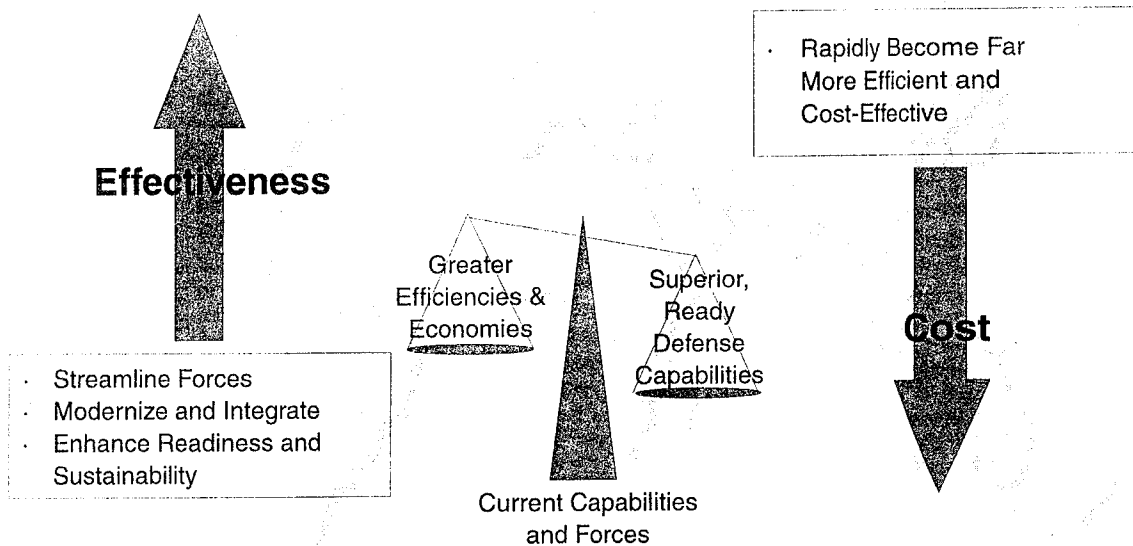 Effectiveness
· Streamline Forces
· Modernize and Integrate
· Enhance Readiness and
Sustainability
Greater
Efficiencies &
Economies
Superior,
Ready
Defense
Capabilities
Current Capabilities
and Forces
· Rapidly Become Far
More Efficient and
Cost-Effective
Cost